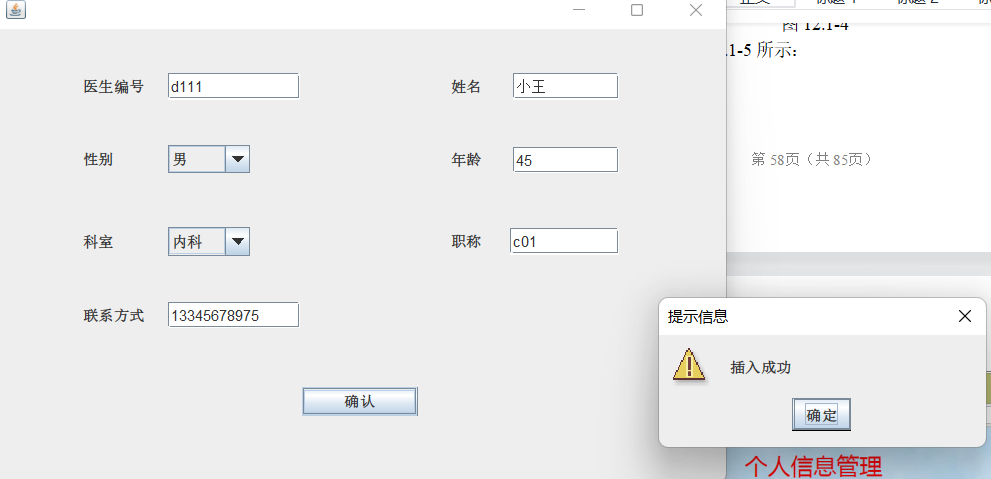 图 12.1-4
.1-5 所示：
医生编号 d111 姓名 小王
性别 男 年龄 45
第 58页（共 85页）
科室 内科 职称 c01
联系方式 13345678975
确认
提示信息
插入成功
确定
个人信息管理